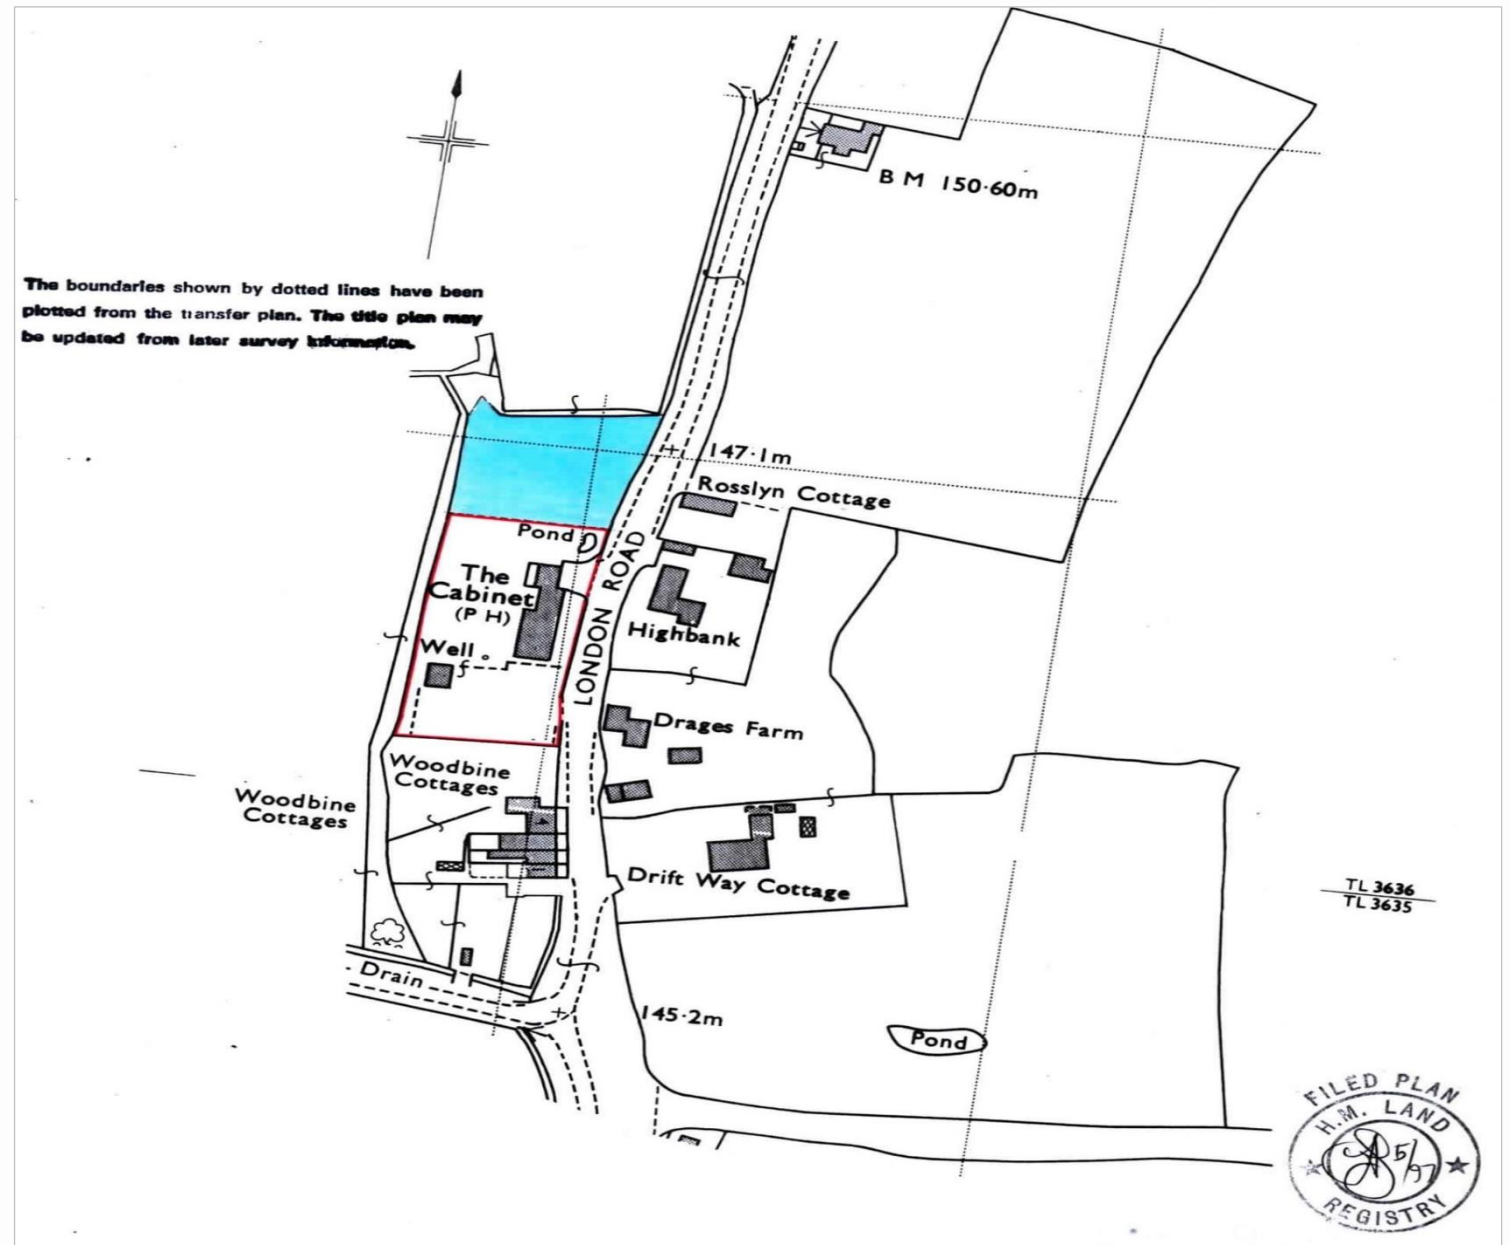 B M 150·60m
The boundaries shown by dotted lines have been
plotted from the transfer plan. The title plan may
be updated from later survey information.
147·1m
Rosslyn Cottage
Pond
LONDON ROAD
The
Cabinet
(P H)
Highbank
Well
Drages Farm
Woodbine
Cottages
Woodbine
Cottages
Drift Way Cottage
TL 3636
TL 3635
Drain
145·2m
Pond
FILED PLAN
H.M. LAND
5/97
REGISTRY